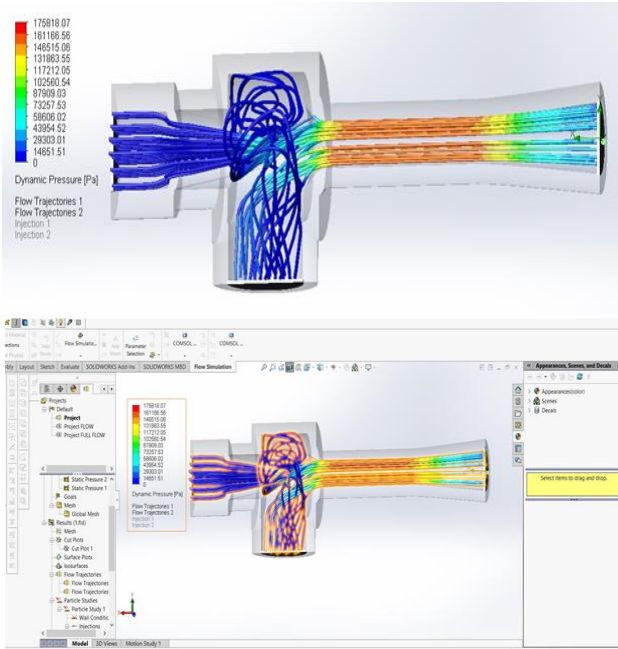 175818.07
161166.56
146515.06
131863.55
117212.05
102560.54
87909.03
73257.53
58606.02
43954.52
29303.01
14651.51
0
Dynamic Pressure [Pa]
Flow Trajectories 1
Flow Trajectories 2
Injection 1
Injection 2
Flow Simulatio...
Parameter
Selection
COMSOL ...
COMSOL ...
Layout
Sketch
Evaluate
SOLIDWORKS Add-Ins
SOLIDWORKS MBD
Flow Simulation
Appearances, Scenes, and Decals
Projects
Default
Project
Project FLOW
Project FULL FLOW
Static Pressure 2
Static Pressure 1
Goals
Mesh
Global Mesh
Results (1.fld)
Mesh
Cut Plots
Cut Plot 1
Surface Plots
Isosurfaces
Flow Trajectories
Flow Trajectories
Flow Trajectories
Particle Studies
Particle Study 1
Wall Conditic
Injections
175818.07
161166.56
146515.06
131863.55
117212.05
102560.54
87909.03
73257.53
58606.02
43954.52
29303.01
14651.51
0
Dynamic Pressure [Pa]
Flow Trajectories 1
Flow Trajectories 2
Injection 1
Injection 2
Appearances(color)
Scenes
Decals
Select items to drag and drop.
Model
3D Views
Motion Study 1